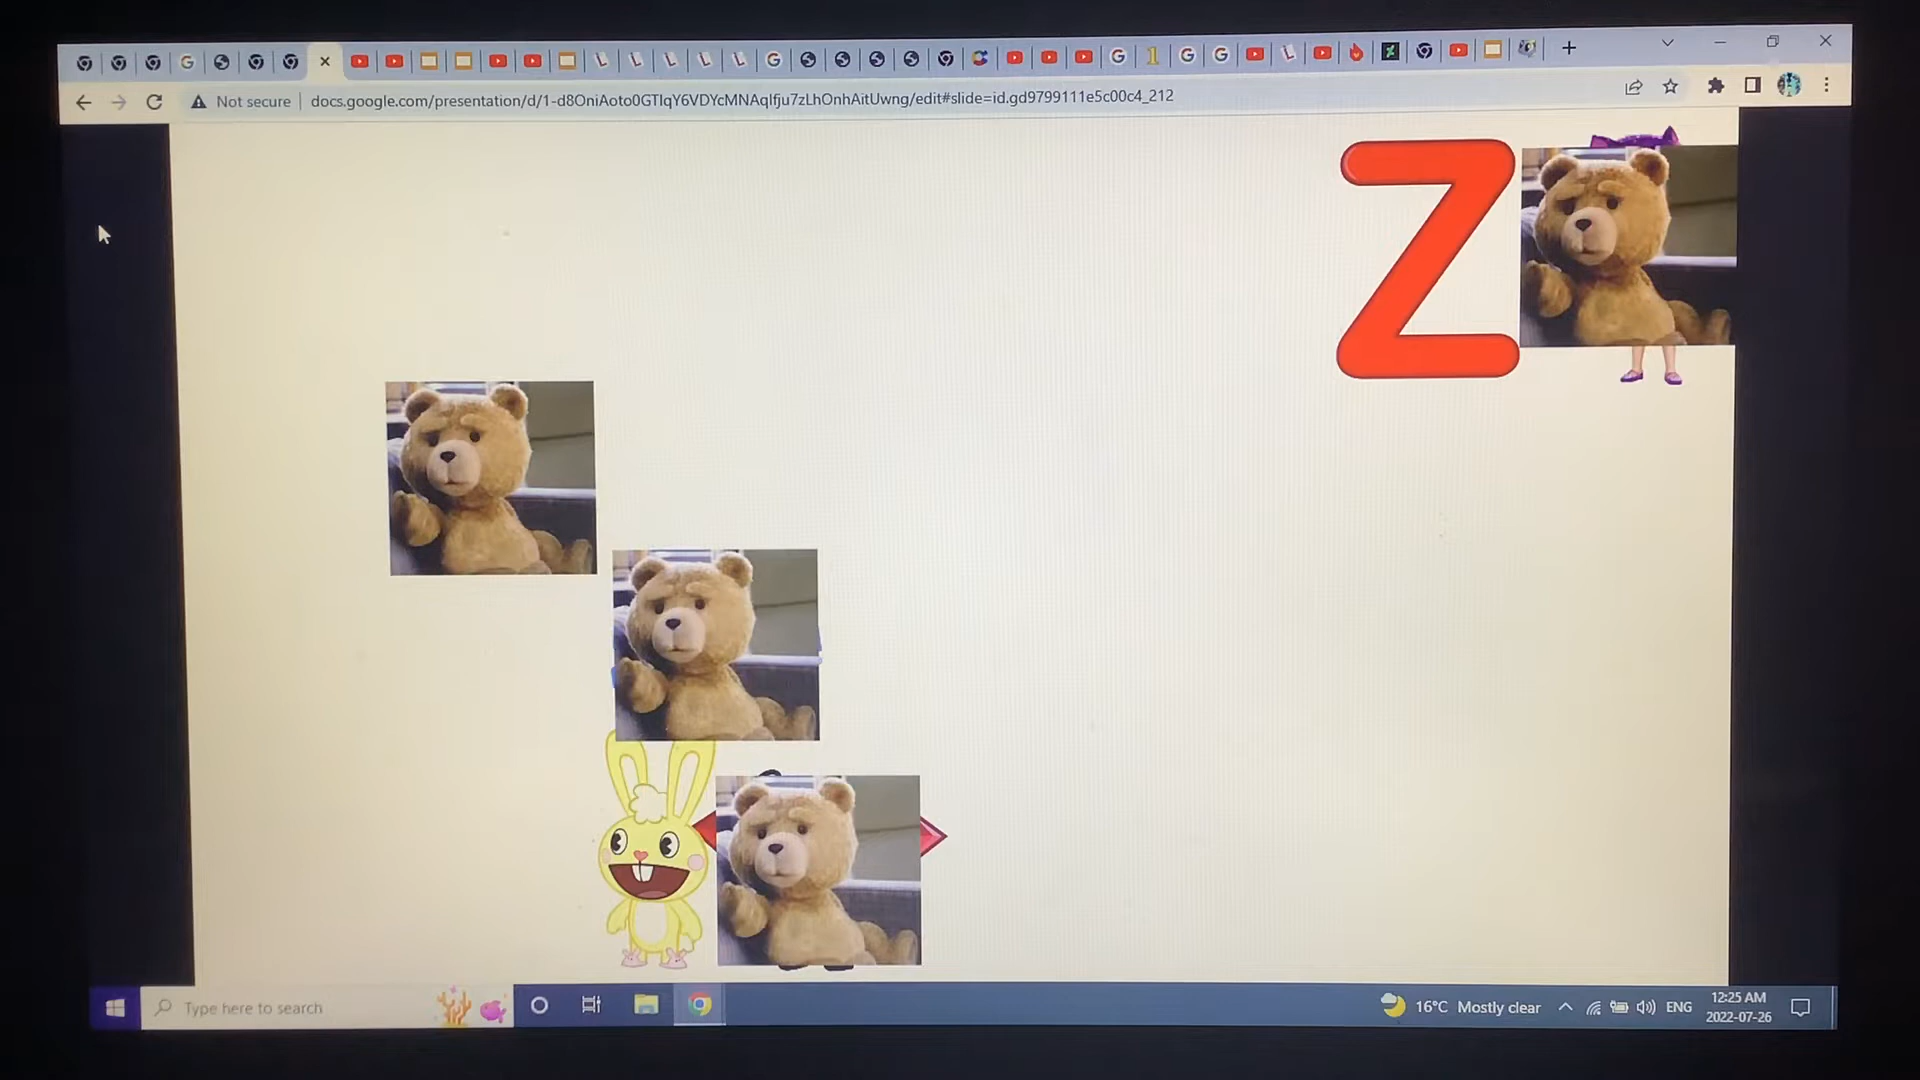 Not secure
docs.google.com/presentation/d/1-d8OniAoto0GTlqY6VDYcMNAqlfju7zLhOnhAitUwng/edit#slide=id.gd9799111e5c00c4_212
Z
Type here to search
16°C Mostly clear
ENG
12:25 AM
2022-07-26